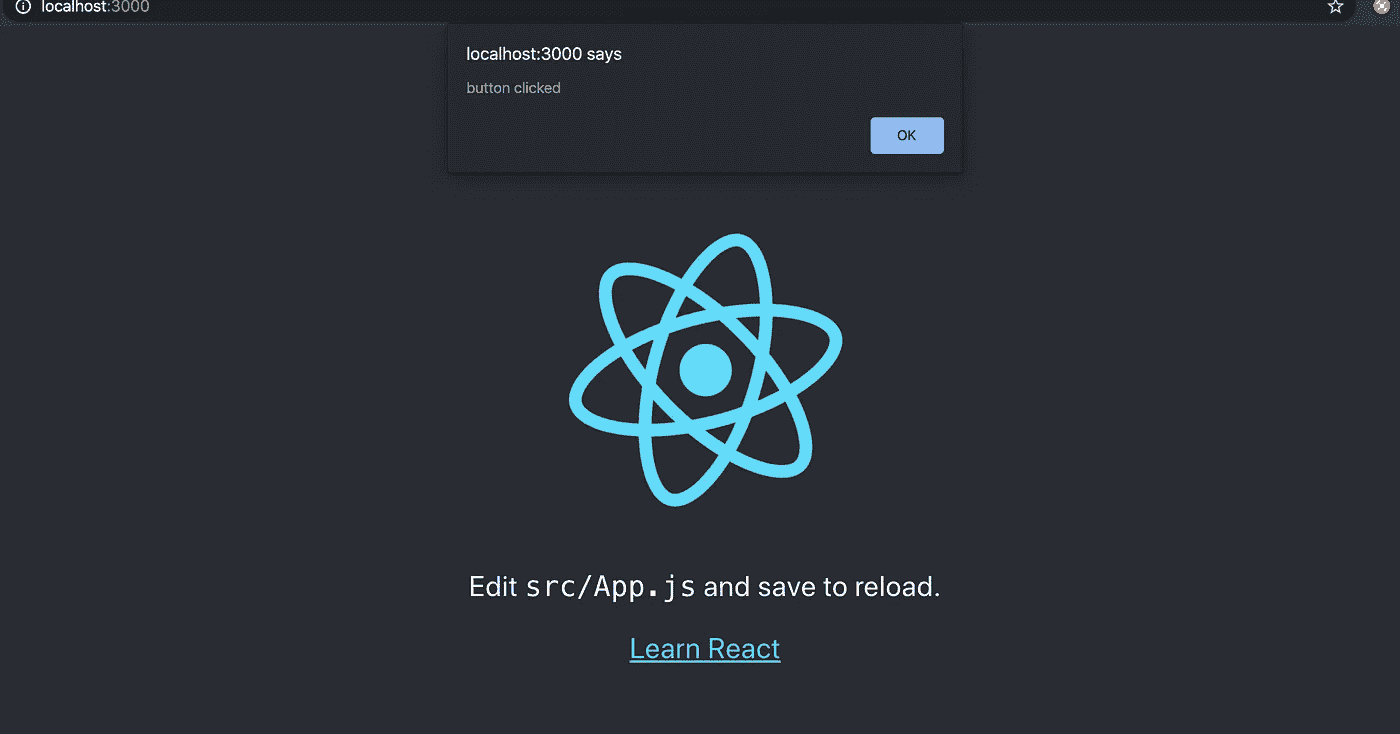 localhost:3000
localhost:3000 says
button clicked
OK
Edit src/App.js and save to reload.
Learn React